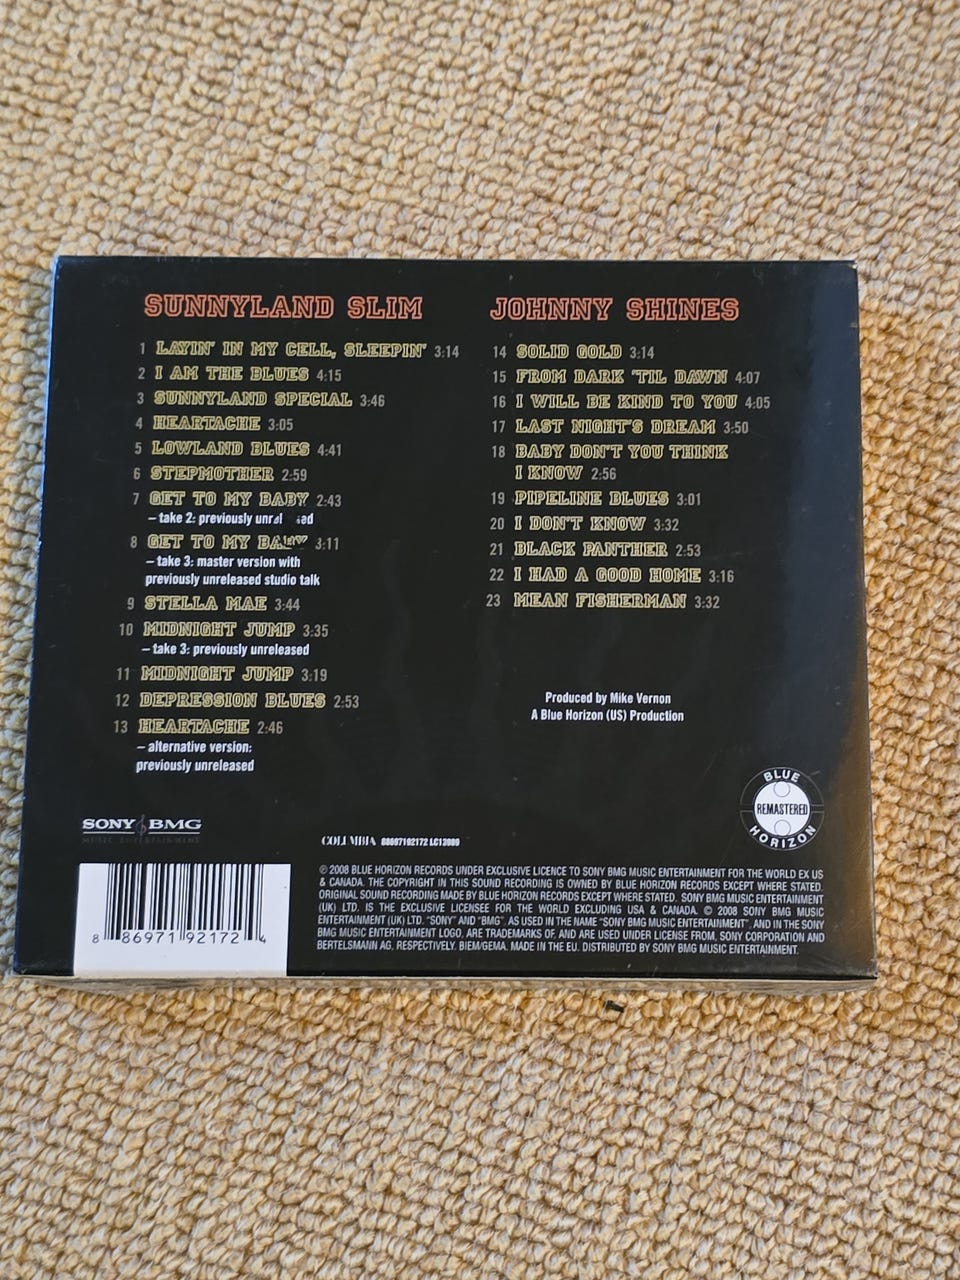 SUNNYLAND SLIM
1 LAYIN' IN MY CELL, SLEEPIN' 3:14
2 I AM THE BLUES 4:15
3 SUNNYLAND SPECIAL 3:46
4 HEARTACHE 3:05
5 LOWLAND BLUES 4:41
6 STEPMOTHER 2:59
7 GET TO MY BABY 2:43
– take 2: previously
8 GET TO MY BABY 3:11
– take 3: master version with
previously unreleased studio talk
9 STELLA MAE 3:44
10 MIDNIGHT JUMP 3:35
– take 3: previously unreleased
11 MIDNIGHT JUMP 3:19
12 DEPRESSION BLUES 2:53
13 HEARTACHE 2:46
– alternative version:
previously unreleased
JOHNNY SHINES
14 SOLID GOLD 3:14
15 FROM DARK 'TIL DAWN 4:07
16 I WILL BE KIND TO YOU 4:05
17 LAST NIGHT'S DREAM 3:50
18 BABY DON'T YOU THINK
I KNOW 2:56
19 PIPELINE BLUES 3:01
20 I DON'T KNOW 3:32
21 BLACK PANTHER 2:53
22 I HAD A GOOD HOME 3:16
23 MEAN FISHERMAN 3:32
Produced by Mike Vernon
A Blue Horizon (US) Production
BLUE
REMASTERED
HORIZON
SONY BMG
MUSIC ENTERTAINMENT
COLUMBIA 88697192172 LC13989
8 86971 92172 4
℗ 2008 BLUE HORIZON RECORDS UNDER EXCLUSIVE LICENCE TO SONY BMG MUSIC ENTERTAINMENT FOR THE WORLD EX US
& CANADA. THE COPYRIGHT IN THIS SOUND RECORDING IS OWNED BY BLUE HORIZON RECORDS EXCEPT WHERE STATED.
ORIGINAL SOUND RECORDING MADE BY BLUE HORIZON RECORDS EXCEPT WHERE STATED. SONY BMG MUSIC ENTERTAINMENT
(UK) LTD. IS THE EXCLUSIVE LICENSEE FOR THE WORLD EXCLUDING USA & CANADA. © 2008 SONY BMG MUSIC
ENTERTAINMENT (UK) LTD. "SONY" AND "BMG", AS USED IN THE NAME "SONY BMG MUSIC ENTERTAINMENT", AND IN THE SONY
BMG MUSIC ENTERTAINMENT LOGO, ARE TRADEMARKS OF, AND ARE USED UNDER LICENSE FROM, SONY CORPORATION AND
BERTELSMANN AG, RESPECTIVELY. BIEM/GEMA. MADE IN THE EU. DISTRIBUTED BY SONY BMG MUSIC ENTERTAINMENT.